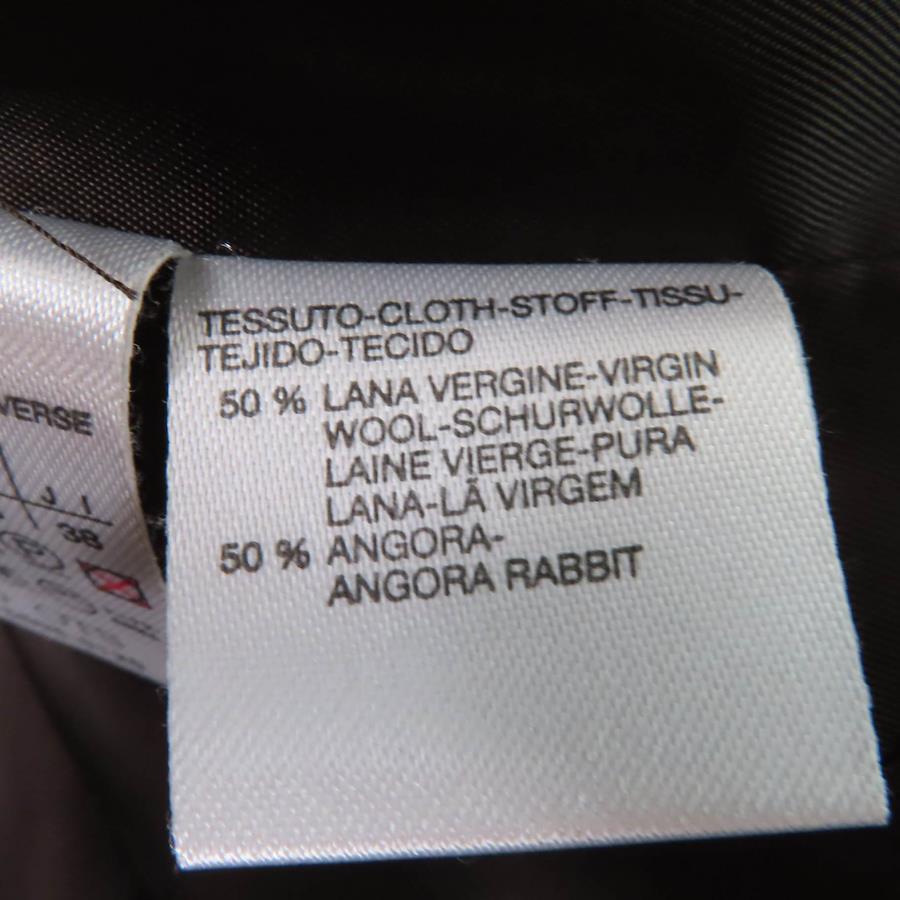 TESSUTO-CLOTH-STOFF-TISSU-
TEJIDO-TECIDO
50 % LANA VERGINE-VIRGIN
WOOL-SCHURWOLLE-
LAINE VIERGE-PURA
LANA-LÃ VIRGEM
50 % ANGORA-
ANGORA RABBIT
VERSE
J I
38
P